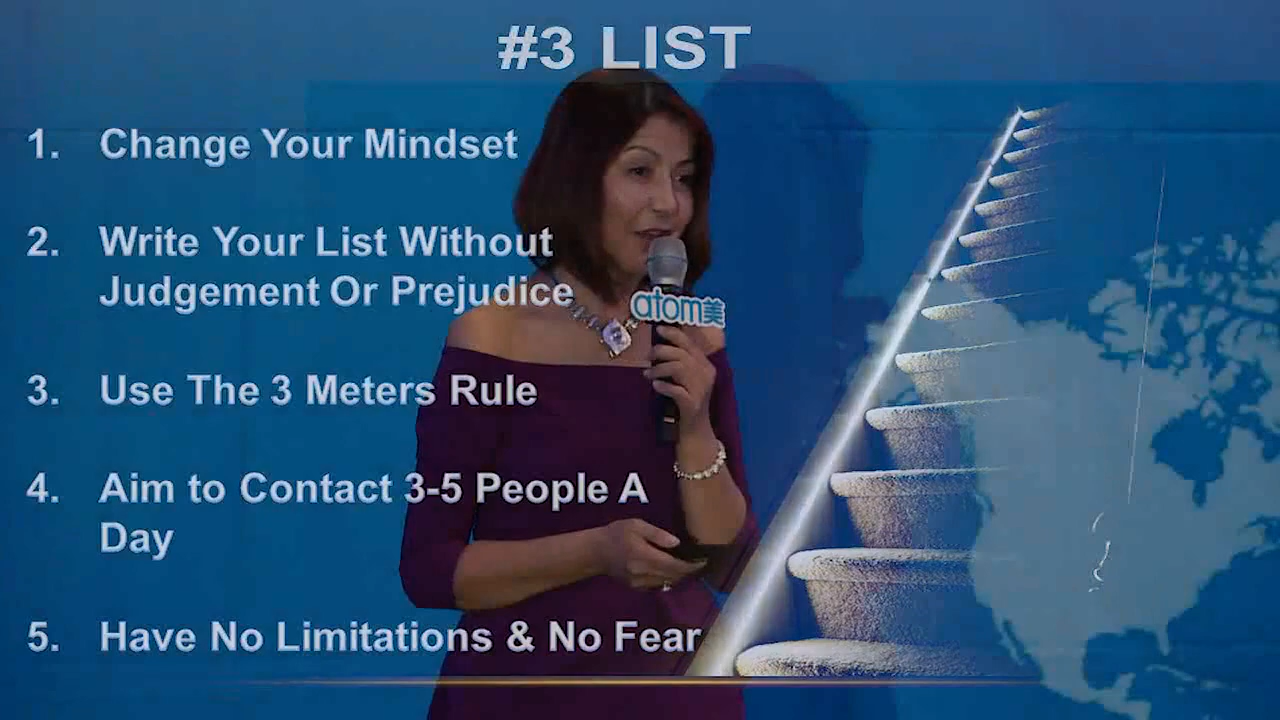 #3 LIST
1. Change Your Mindset
2. Write Your List Without
Judgement Or Prejudice
atom美
3. Use The 3 Meters Rule
4. Aim to Contact 3-5 People A
Day
5. Have No Limitations & No Fear